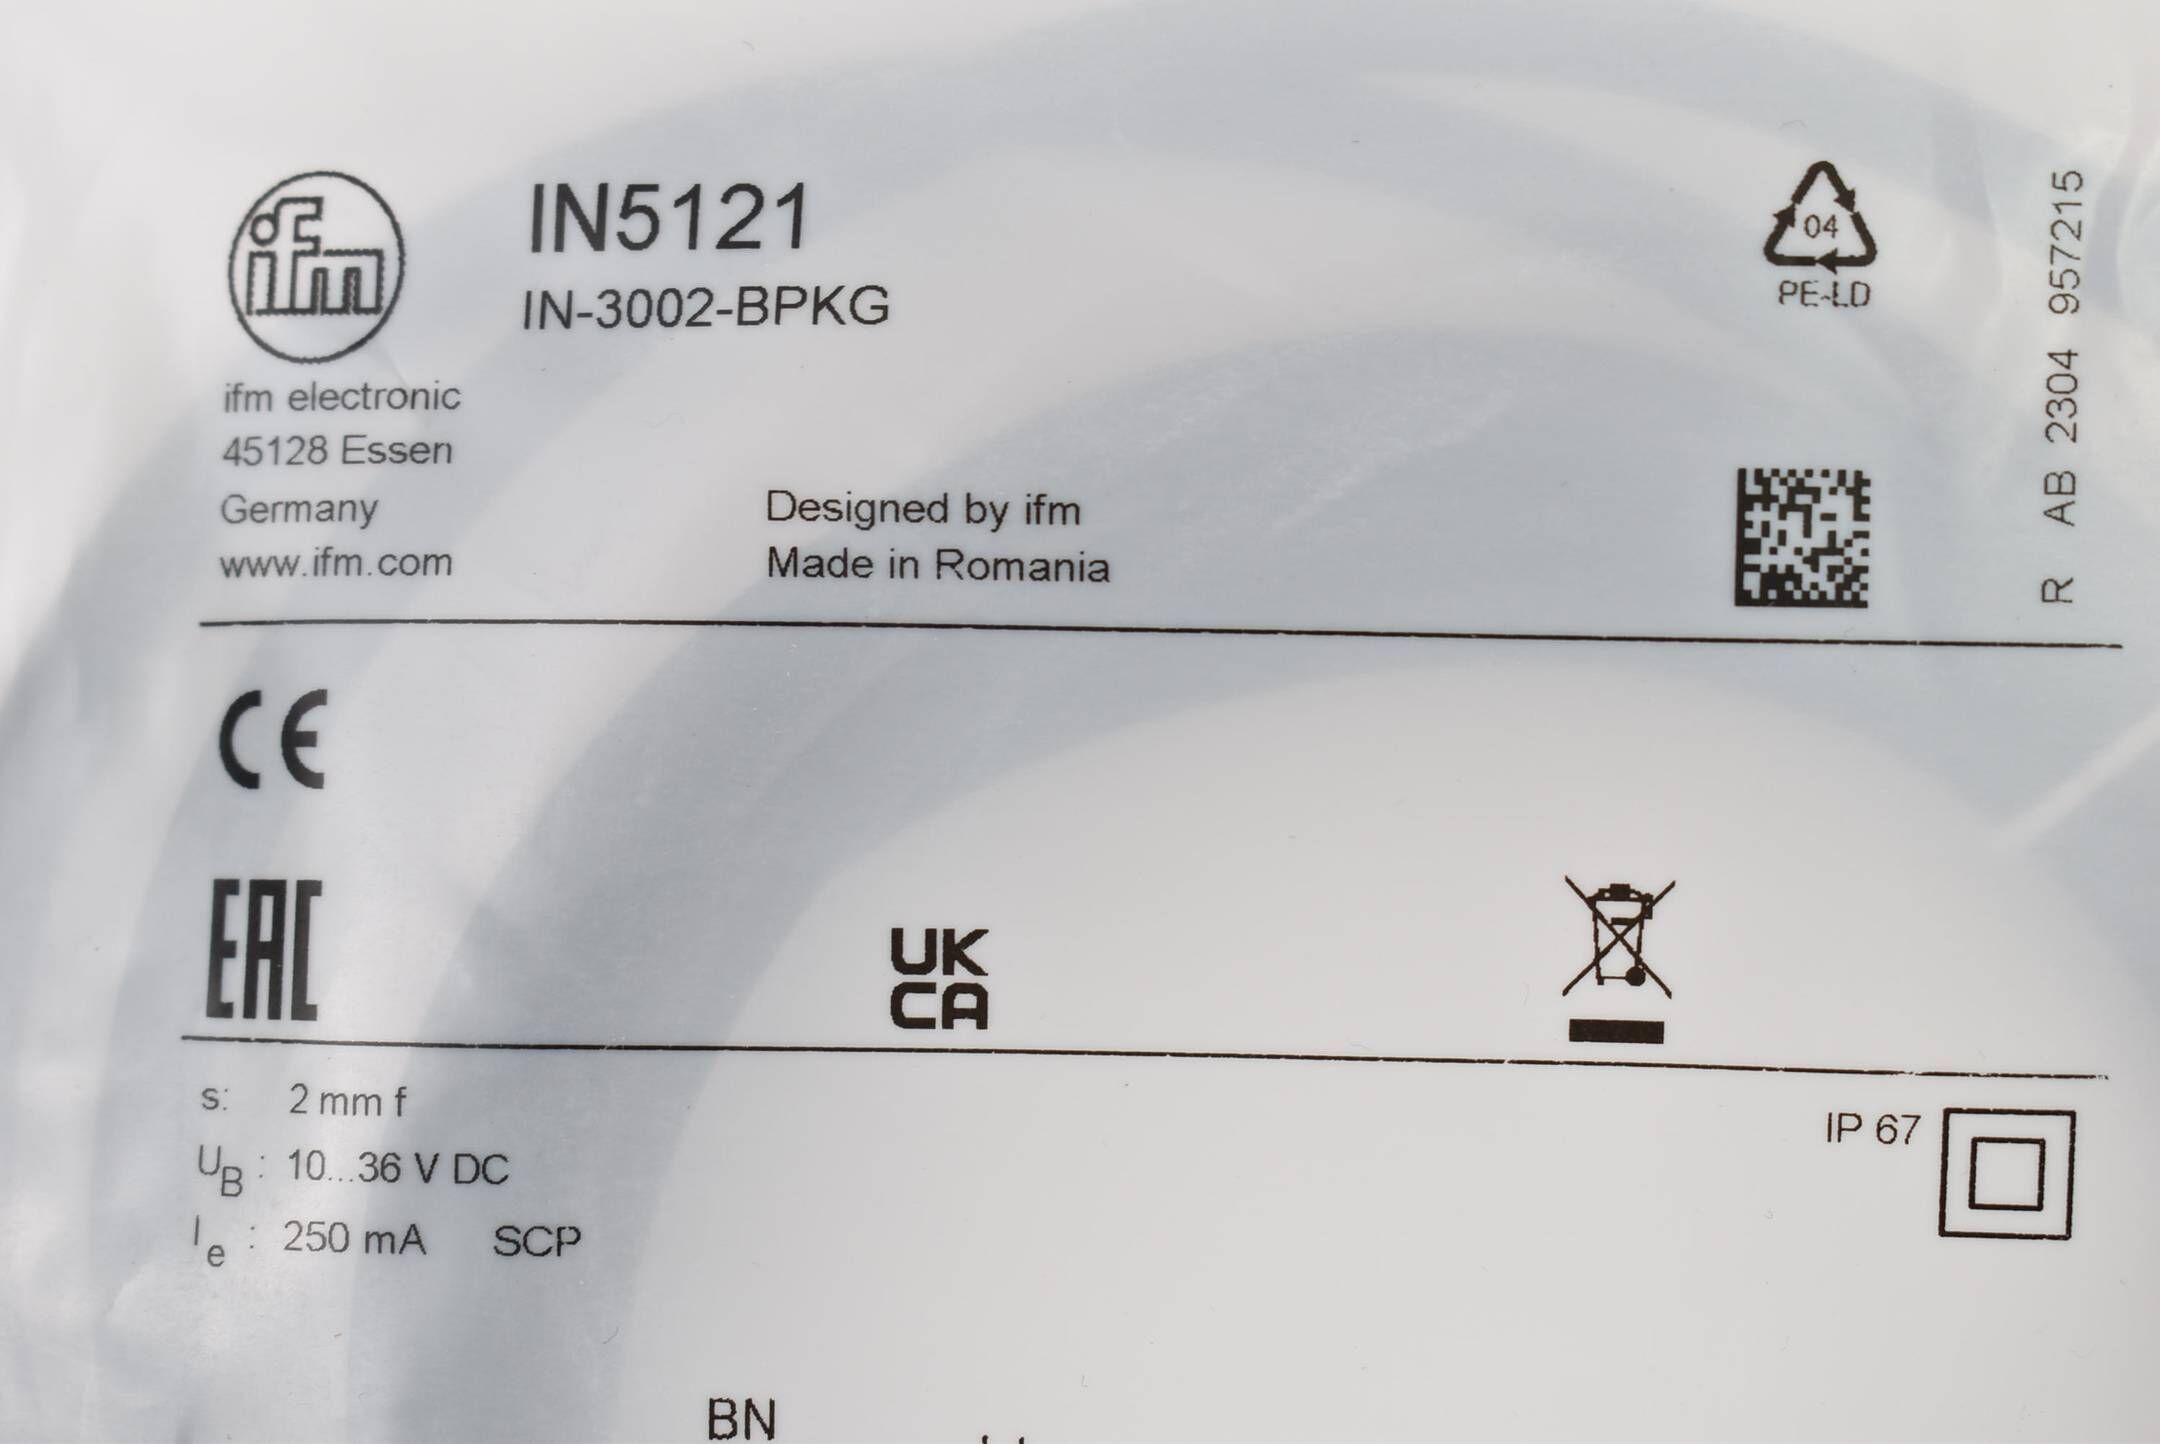 ifm
IN5121
IN-3002-BPKG
ifm electronic
45128 Essen
Germany
www.ifm.com
Designed by ifm
Made in Romania
04
PE-LD
R AB 2304 957215
CE
EAC
UK
CA
s: 2 mm f
UB : 10...36 V DC
Ie : 250 mA SCP
IP 67
BN